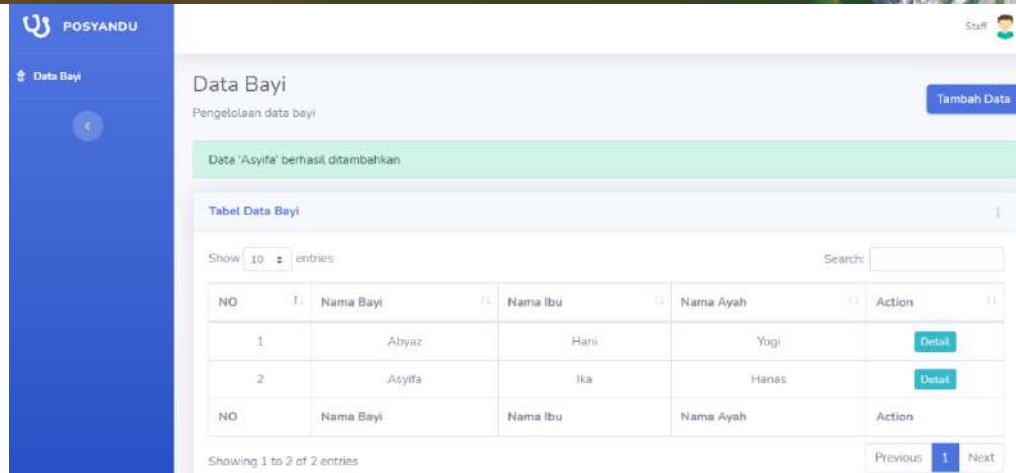 POSYANDU
Staff
Data Bayi
Data Bayi
Pengelolaan data bayi
Tambah Data
Data 'Asyifa' berhasil ditambahkan
Tabel Data Bayi
Show 10 entries
Search:
NO Nama Bayi Nama Ibu Nama Ayah Action
1 Abyaz Hani Yogi Detail
2 Asyifa Ika Hanas Detail
NO Nama Bayi Nama Ibu Nama Ayah Action
Showing 1 to 2 of 2 entries
Previous 1 Next